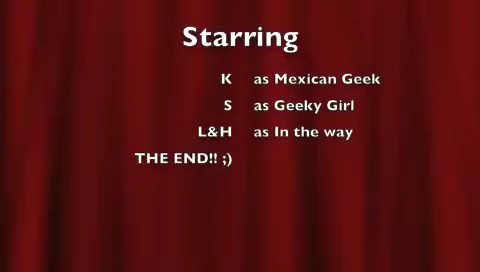 Starring
K as Mexican Geek
S as Geeky Girl
L&H as In the way
THE END!! ;)